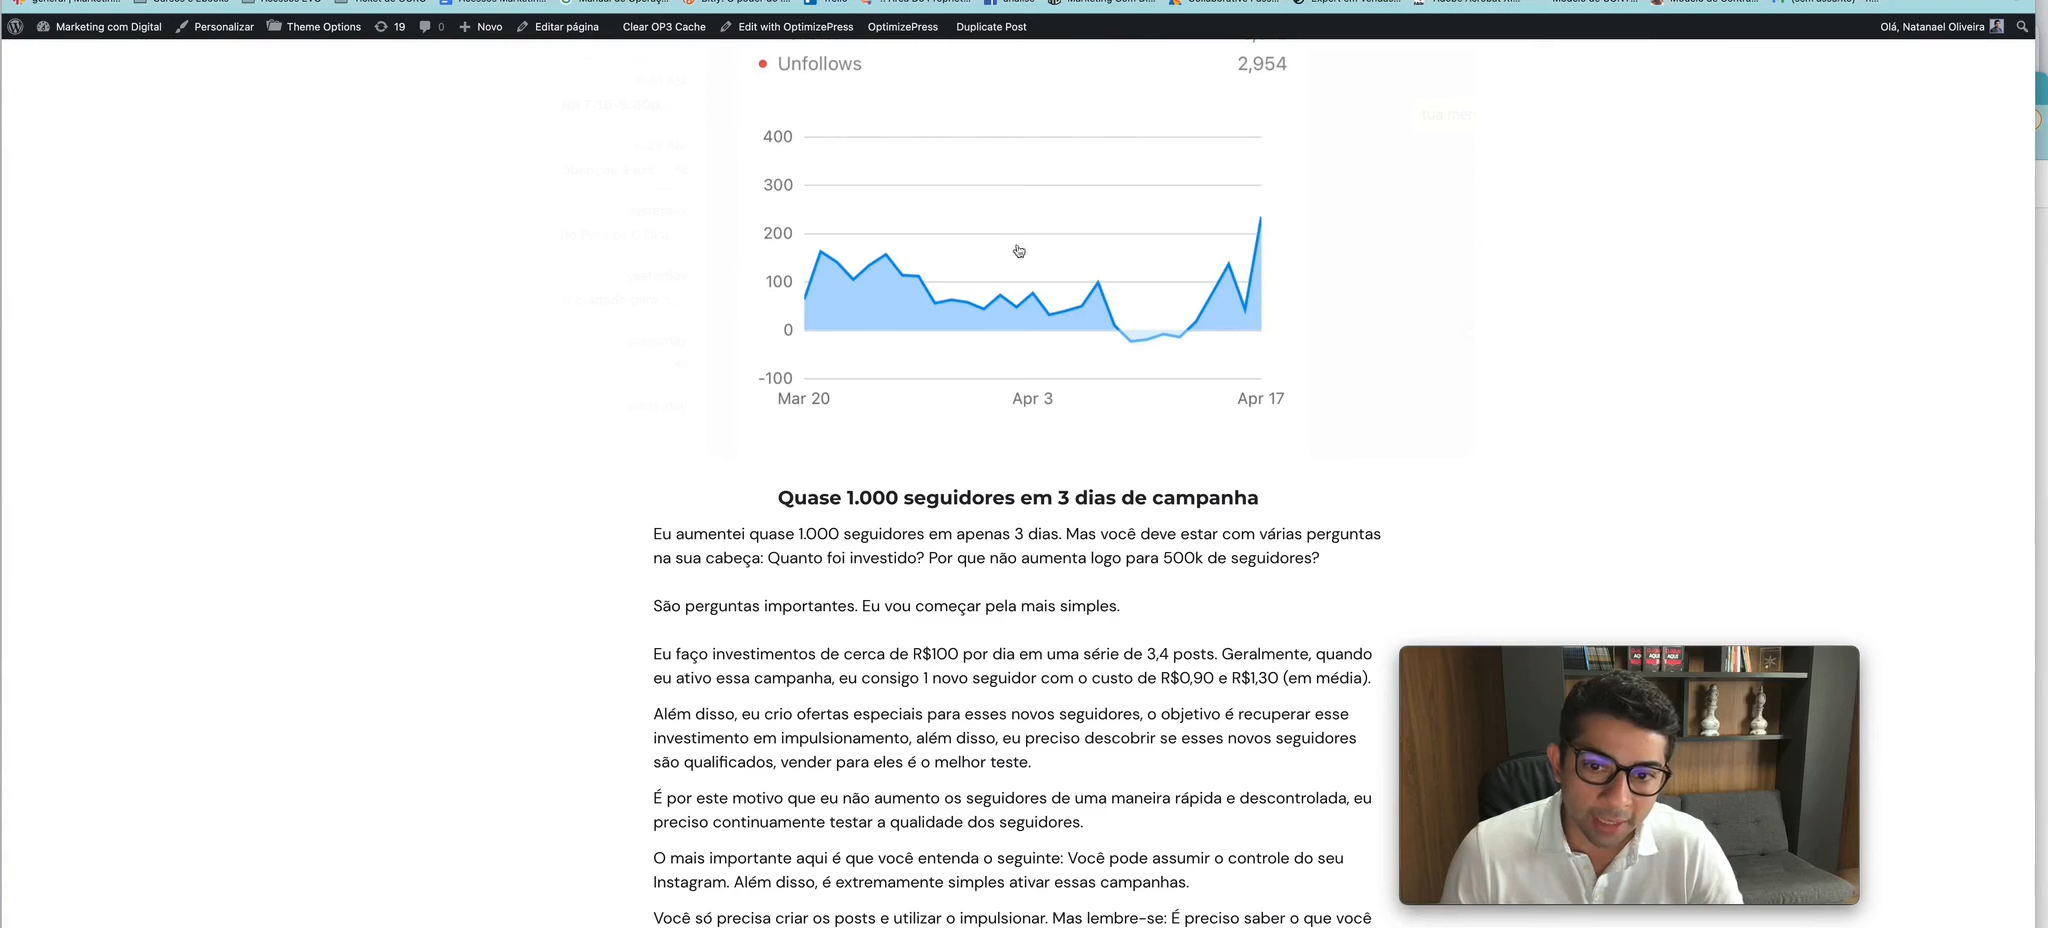 Marketing com Digital Personalizar Theme Options 19 0 Novo Editar página Clear OP3 Cache Edit with OptimizePress OptimizePress Duplicate Post Olá, Natanael Oliveira
Unfollows 2,954
tua men
400
300
200
100
0
-100
Mar 20 Apr 3 Apr 17
Quase 1.000 seguidores em 3 dias de campanha
Eu aumentei quase 1.000 seguidores em apenas 3 dias. Mas você deve estar com várias perguntas
na sua cabeça: Quanto foi investido? Por que não aumenta logo para 500k de seguidores?
São perguntas importantes. Eu vou começar pela mais simples.
Eu faço investimentos de cerca de R$100 por dia em uma série de 3,4 posts. Geralmente, quando
eu ativo essa campanha, eu consigo 1 novo seguidor com o custo de R$0,90 e R$1,30 (em média).
Além disso, eu crio ofertas especiais para esses novos seguidores, o objetivo é recuperar esse
investimento em impulsionamento, além disso, eu preciso descobrir se esses novos seguidores
são qualificados, vender para eles é o melhor teste.
É por este motivo que eu não aumento os seguidores de uma maneira rápida e descontrolada, eu
preciso continuamente testar a qualidade dos seguidores.
O mais importante aqui é que você entenda o seguinte: Você pode assumir o controle do seu
Instagram. Além disso, é extremamente simples ativar essas campanhas.
Você só precisa criar os posts e utilizar o impulsionar. Mas lembre-se: É preciso saber o que você